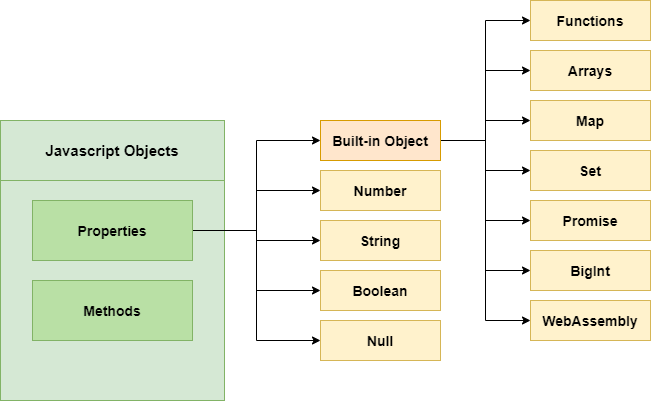 Javascript Objects
Properties
Methods
Built-in Object
Number
String
Boolean
Null
Functions
Arrays
Map
Set
Promise
BigInt
WebAssembly